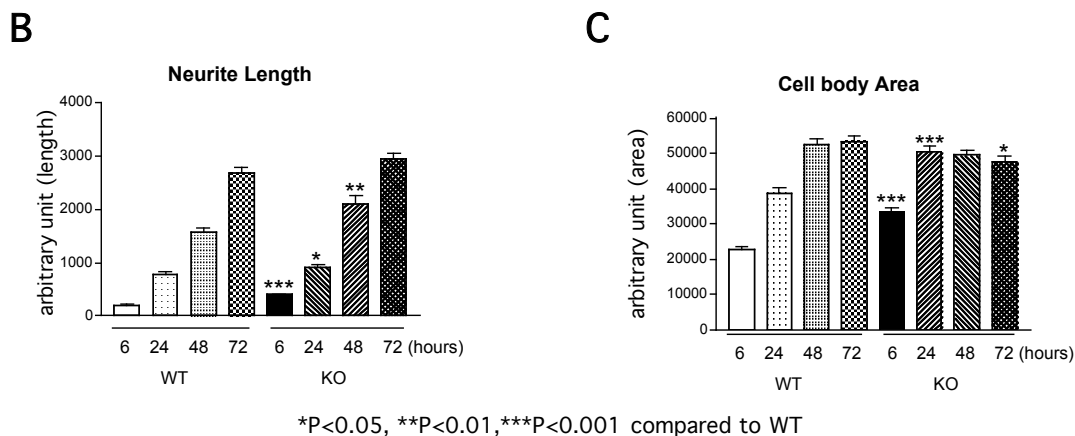 B
Neurite Length
arbitrary unit (length)
4000
3000
2000
1000
0
***
*
**
6 24 48 72 6 24 48 72 (hours)
WT KO
C
Cell body Area
arbitrary unit (area)
60000
50000
40000
30000
20000
10000
0
***
***
*
6 24 48 72 6 24 48 72 (hours)
WT KO
*P<0.05, **P<0.01,***P<0.001 compared to WT